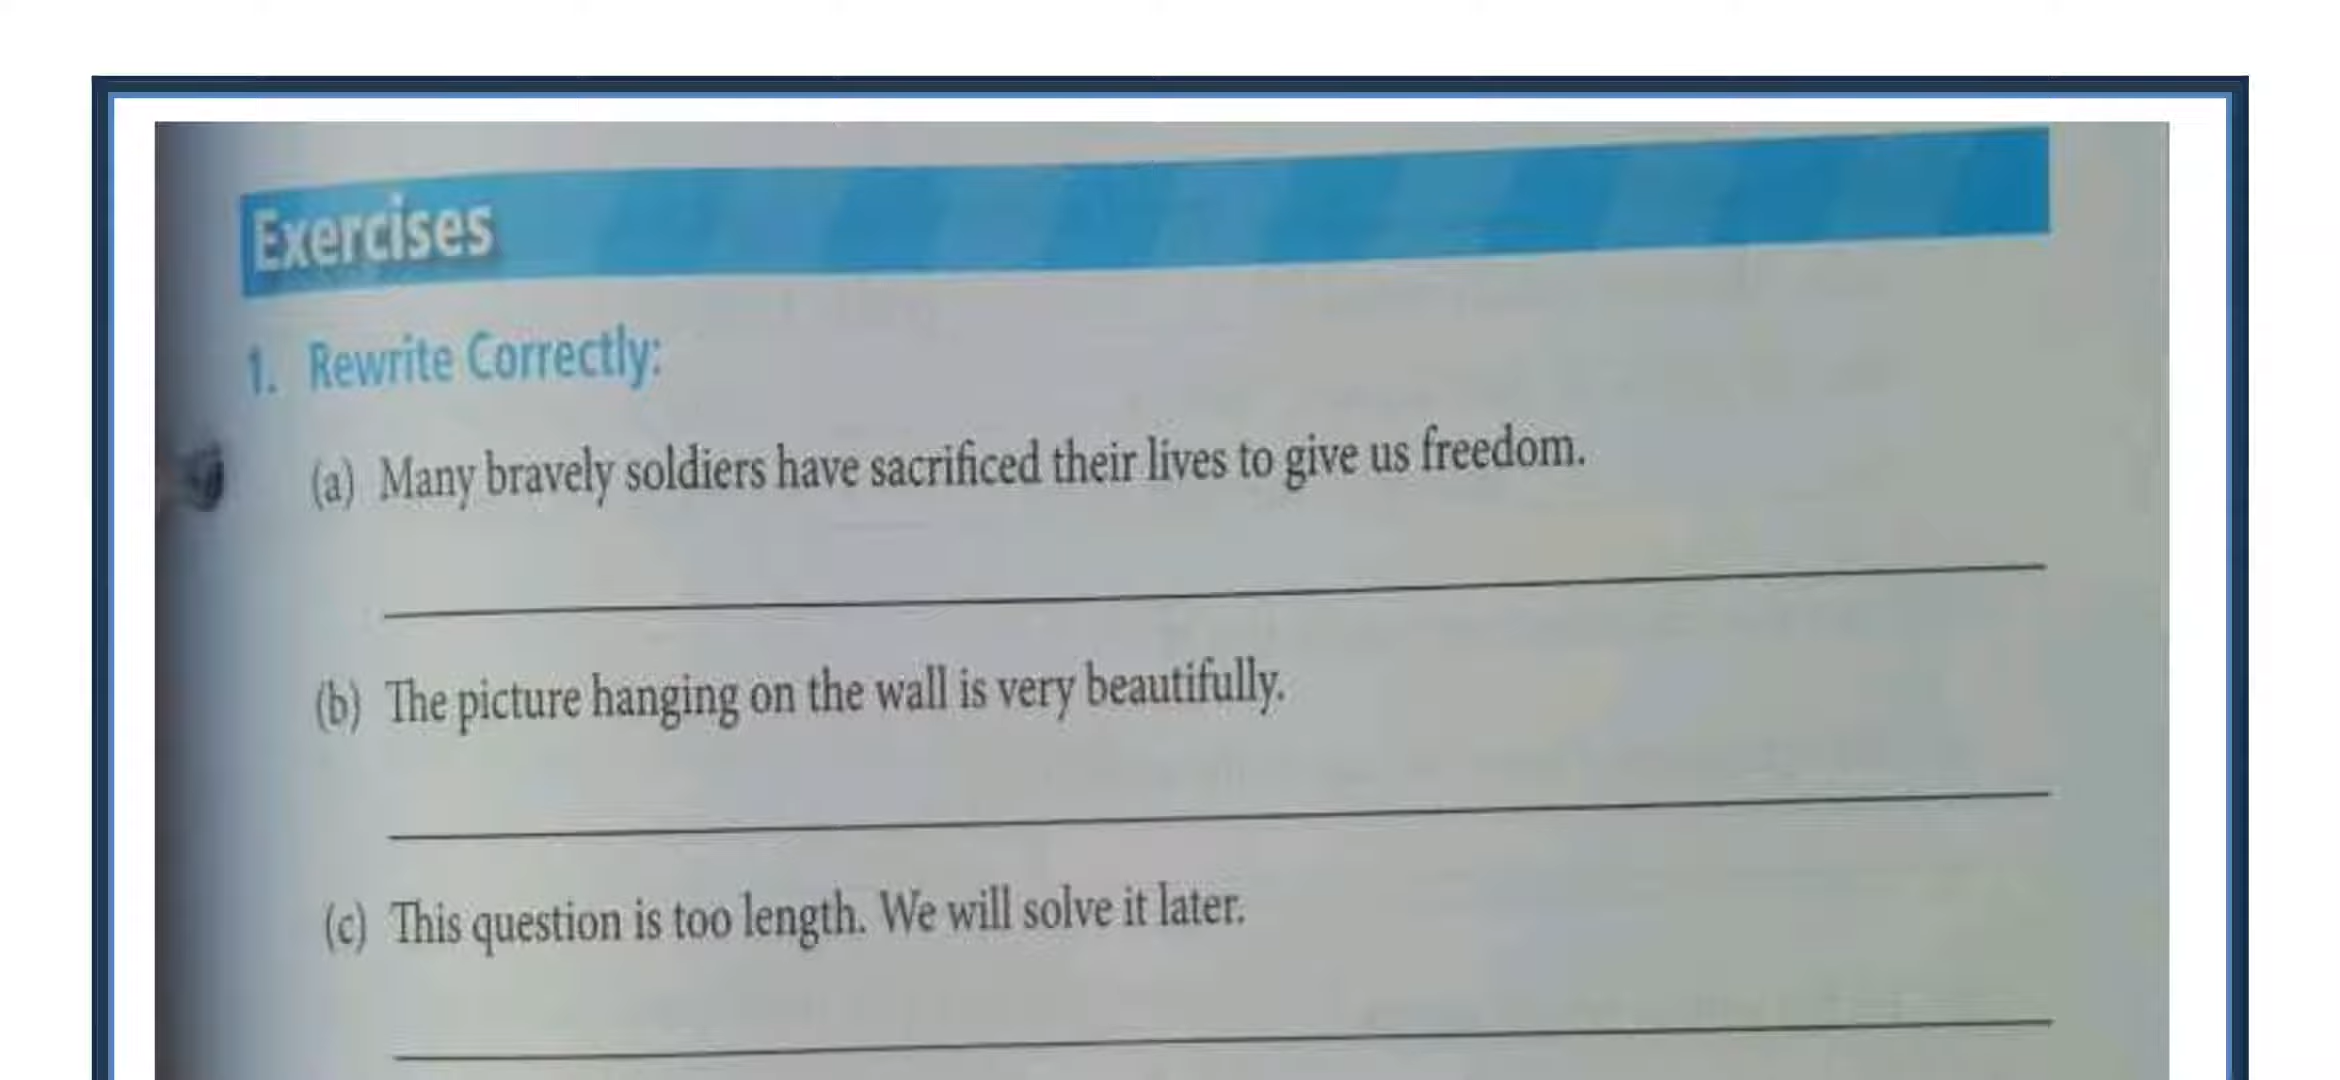 Exercises
1. Rewrite Correctly:
(a) Many bravely soldiers have sacrificed their lives to give us freedom.
(b) The picture hanging on the wall is very beautifully.
(c) This question is too length. We will solve it later.